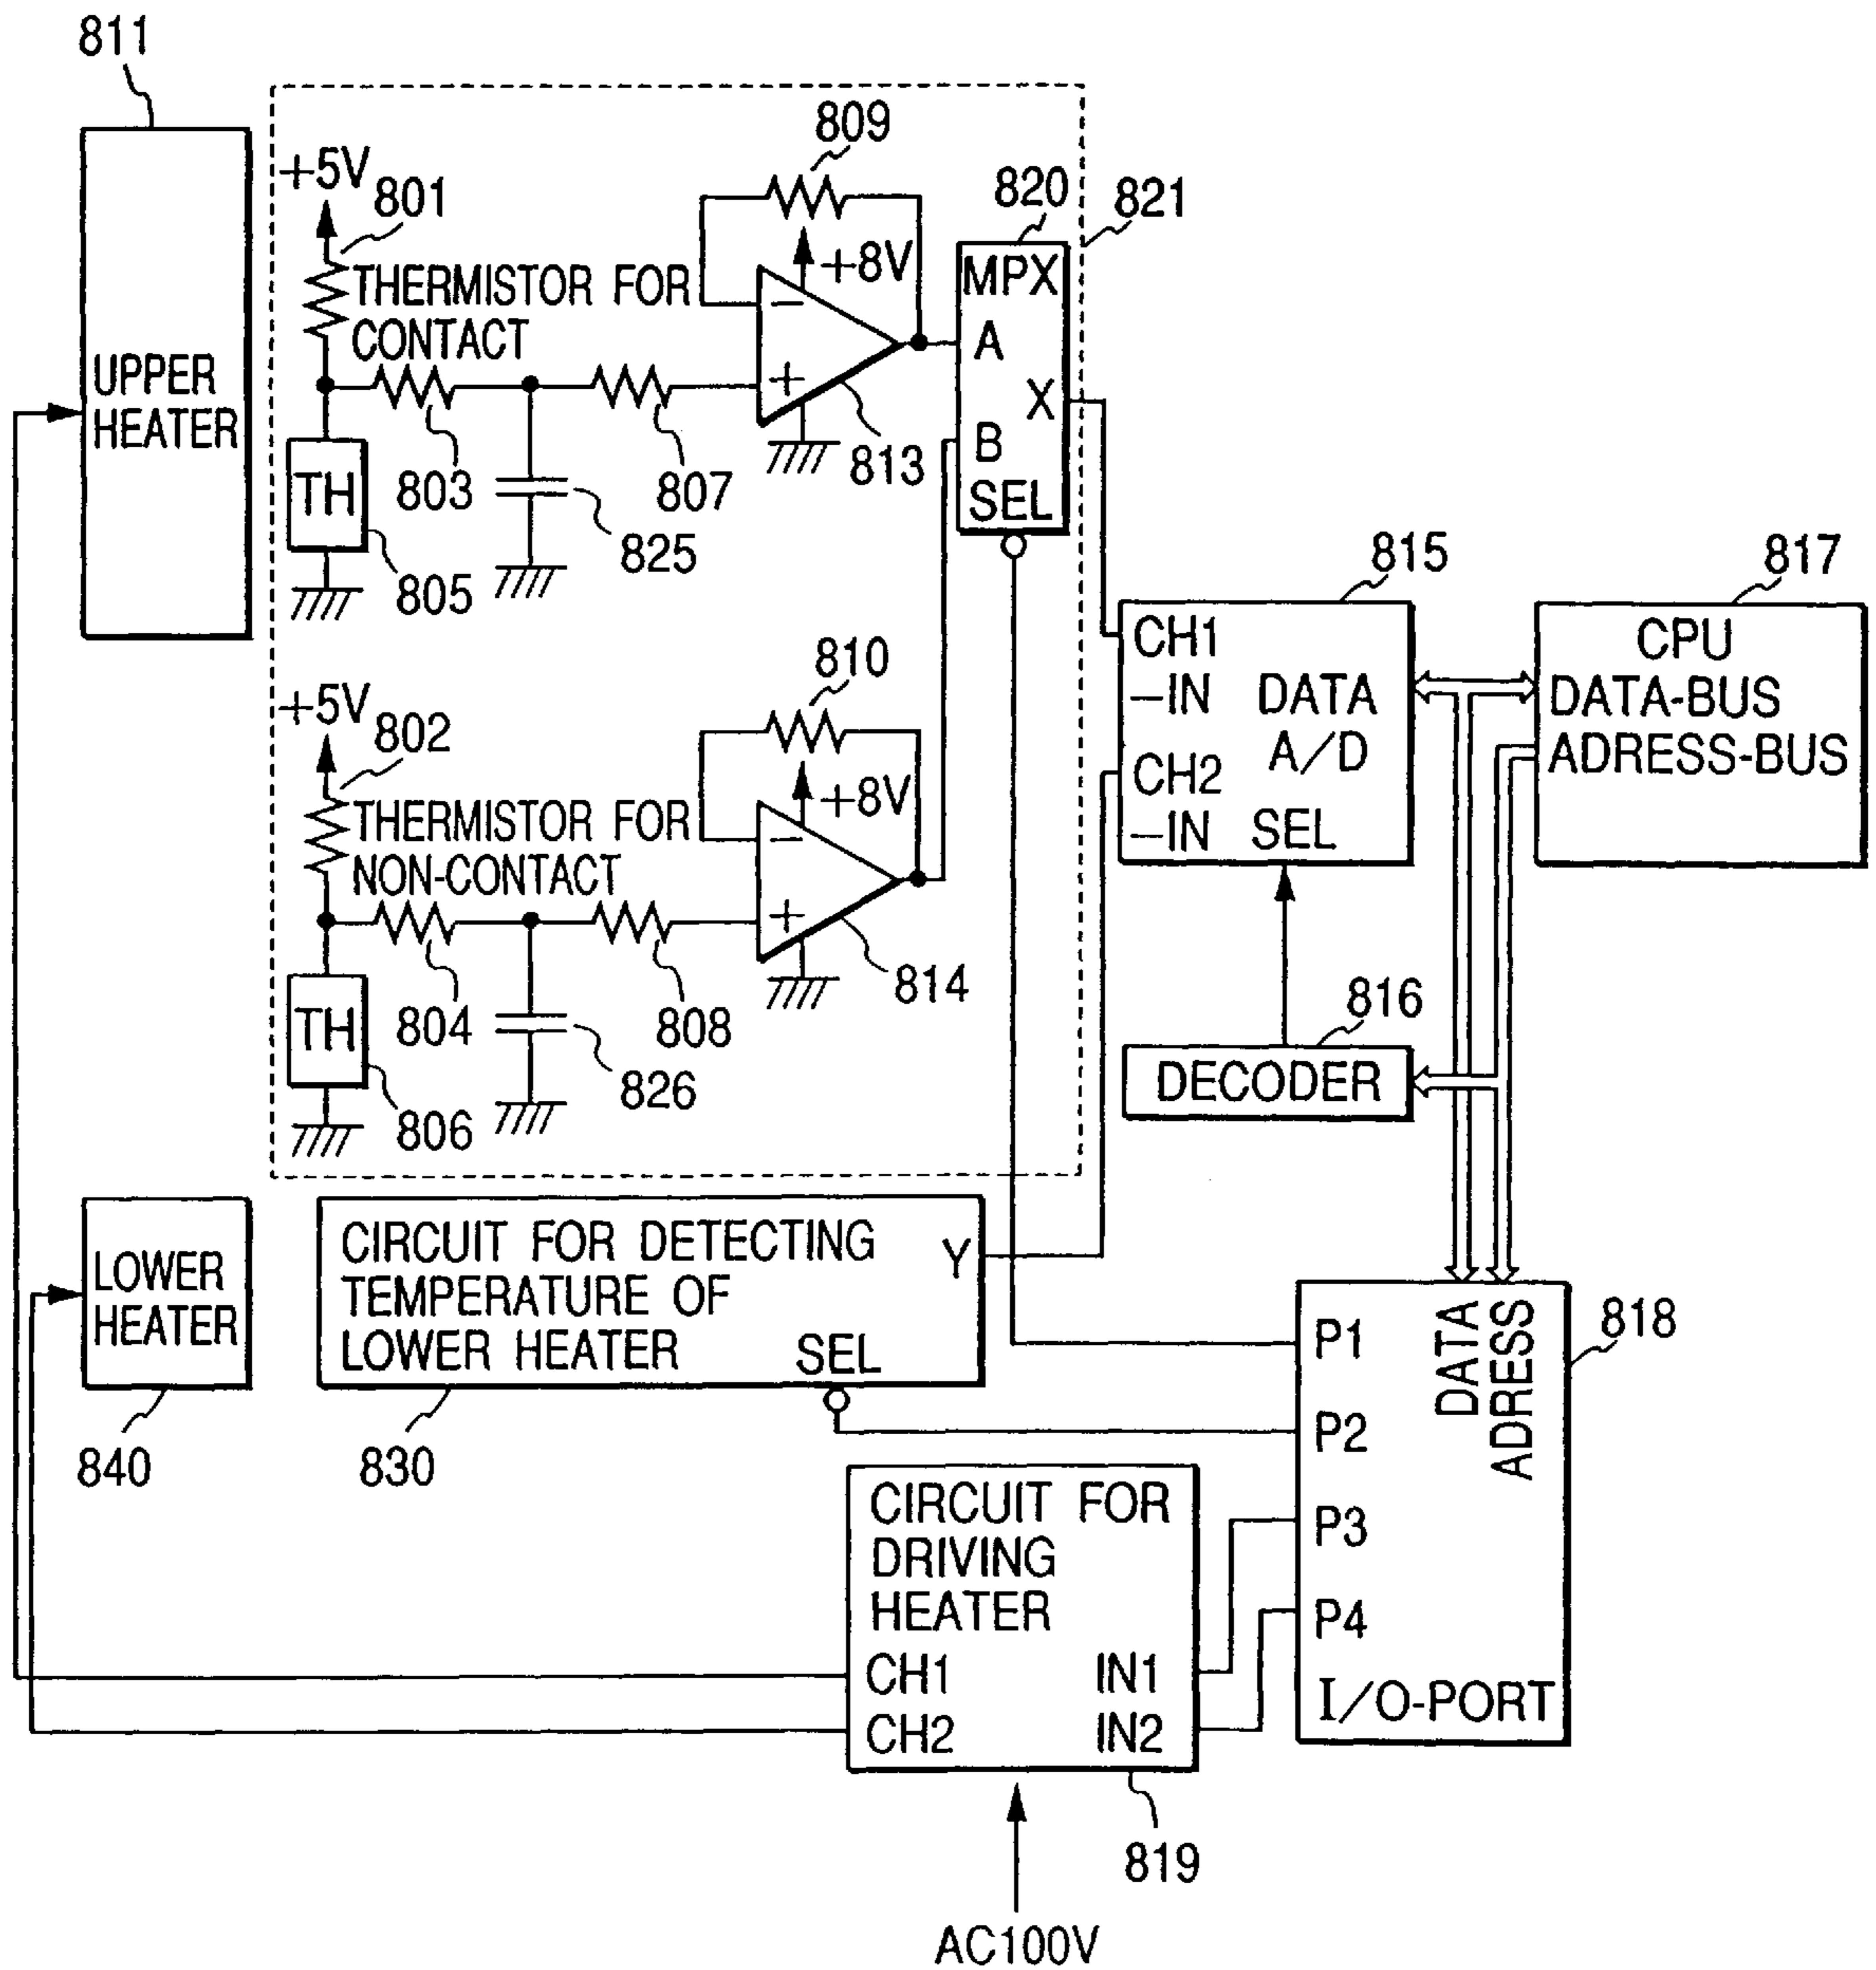 811
809
+5V
801
820
821
+8V
THERMISTOR FOR
CONTACT
MPX
A
X
B
SEL
UPPER
HEATER
−
+
TH
803
807
813
825
805
815
817
CH1
−IN
DATA
A/D
CH2
−IN
SEL
CPU
DATA-BUS
ADRESS-BUS
810
+5V
802
+8V
THERMISTOR FOR
NON-CONTACT
−
+
TH
804
808
814
826
806
816
DECODER
LOWER
HEATER
840
CIRCUIT FOR DETECTING
TEMPERATURE OF
LOWER HEATER
Y
SEL
830
DATA
ADRESS
818
P1
P2
P3
P4
I/O-PORT
CIRCUIT FOR
DRIVING
HEATER
CH1
IN1
CH2
IN2
819
AC100V